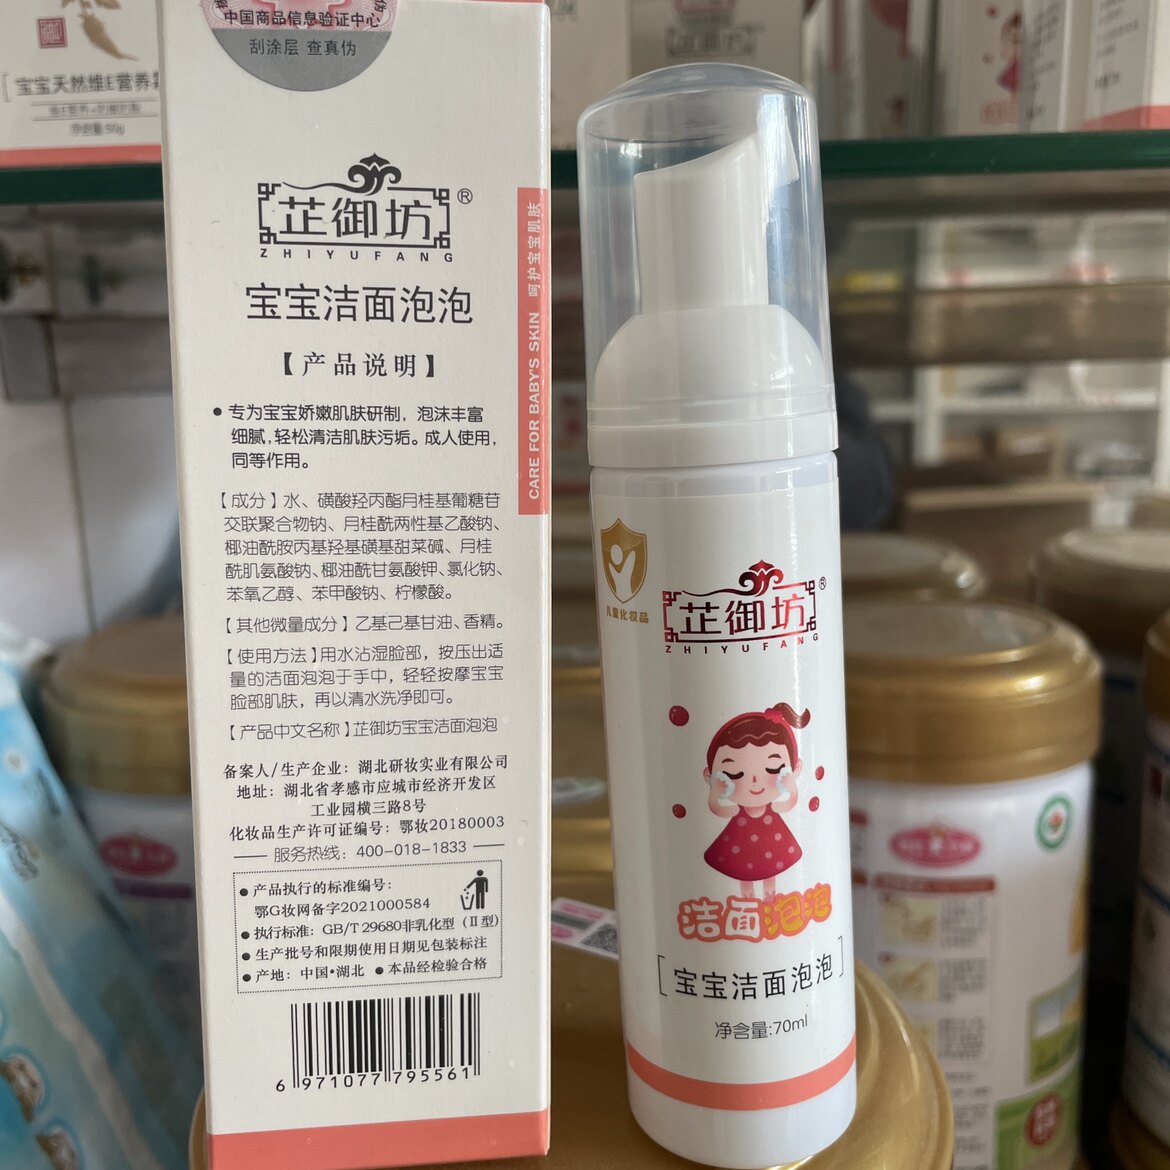 中国商品信息验证中心
刮涂层 查真伪
芷御坊®
ZHIYUFANG
宝宝洁面泡泡
【产品说明】
●专为宝宝娇嫩肌肤研制，泡沫丰富
细腻，轻松清洁肌肤污垢。成人使用，
同等作用。
【成分】水、磺酸羟丙酯月桂基葡糖苷
交联聚合物钠、月桂酰两性基乙酸钠、
椰油酰胺丙基羟基磺基甜菜碱、月桂
酰肌氨酸钠、椰油酰甘氨酸钾、氯化钠、
苯氧乙醇、苯甲酸钠、柠檬酸。
【其他微量成分】乙基己基甘油、香精。
【使用方法】用水沾湿脸部，按压出适
量的洁面泡泡于手中，轻轻按摩宝宝
脸部肌肤，再以清水洗净即可。
【产品中文名称】芷御坊宝宝洁面泡泡
备案人/生产企业：湖北研妆实业有限公司
地址：湖北省孝感市应城市经济开发区
工业园横三路8号
化妆品生产许可证编号：鄂妆20180003
服务热线：400-018-1833
●产品执行的标准编号：
鄂G妆网备字2021000584
●执行标准：GB/T 29680非乳化型（II型）
●生产批号和限期使用日期见包装标注
●产地：中国•湖北 ●本品经检验合格
6 971077 795561
CARE FOR BABY'S SKIN 呵护宝宝肌肤
儿童化妆品
芷御坊®
ZHIYUFANG
洁面泡泡
[宝宝洁面泡泡]
净含量:70ml
[宝宝天然维E营养霜
净含量:50g